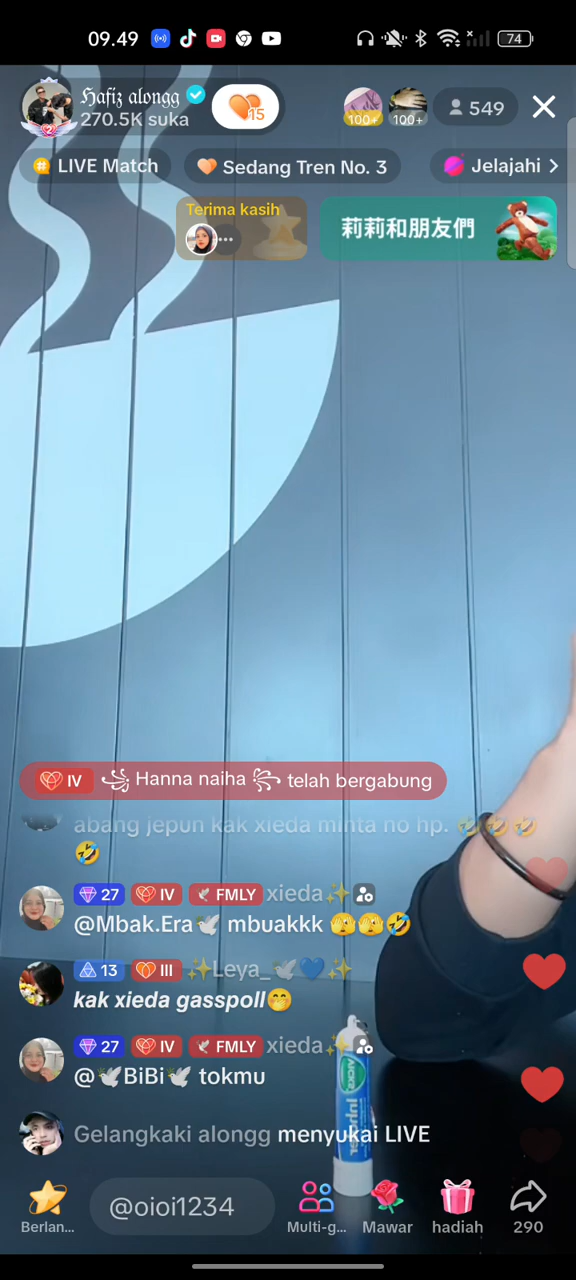 09.49
74
Hafiz alongg
270.5K suka
15
100+
100+
549
LIVE Match
Sedang Tren No. 3
Jelajahi
Terima kasih
莉莉和朋友們
IV Hanna naiha telah bergabung
abang jepun kak xieda minta no hp. 🤣🤣🤣
🤣
27 IV FMLY xieda✨
@Mbak.Era🕊 mbuakkk 🫣🫣🤣
13 III ✨Leya_🕊💙✨
kak xieda gasspoll🤭
27 IV FMLY xieda✨
@🕊BiBi🕊 tokmu
Gelangkaki alongg menyukai LIVE
Berlan...
@oioi1234
Multi-g...
Mawar
hadiah
290